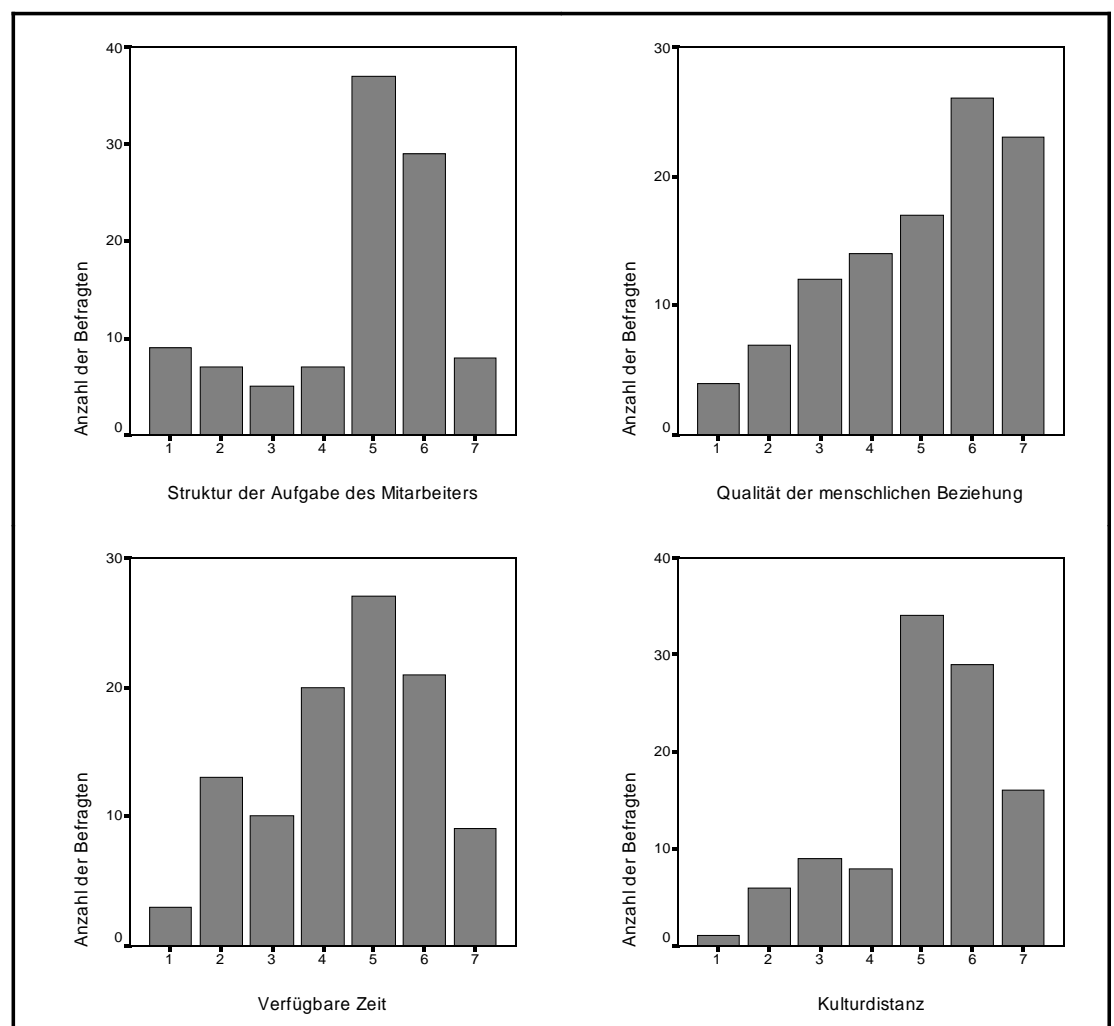 40
30
20
10
0
Anzahl der Befragten
1 2 3 4 5 6 7
Struktur der Aufgabe des Mitarbeiters
30
20
10
0
Anzahl der Befragten
1 2 3 4 5 6 7
Qualität der menschlichen Beziehung
30
20
10
0
Anzahl der Befragten
1 2 3 4 5 6 7
Verfügbare Zeit
40
30
20
10
0
Anzahl der Befragten
1 2 3 4 5 6 7
Kulturdistanz